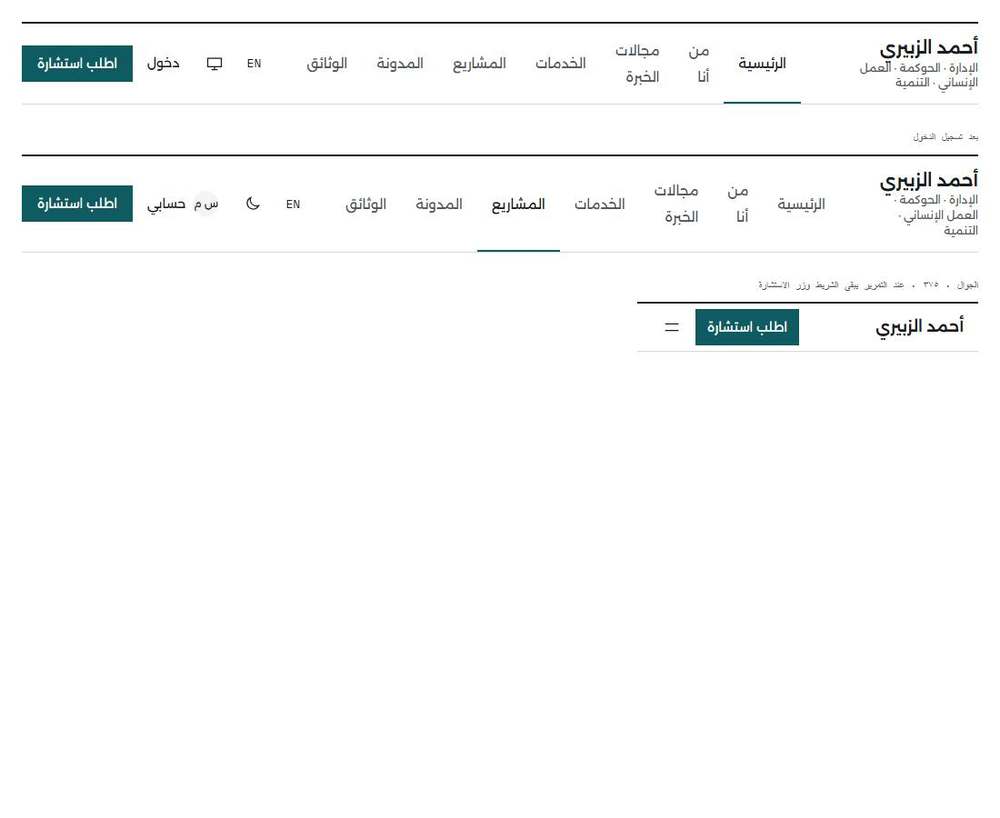 أحمد الزبيري
الإدارة · الحوكمة · العمل
الإنساني · التنمية
الرئيسية
من
أنا
مجالات
الخبرة
الخدمات
المشاريع
المدونة
الوثائق
EN
دخول
اطلب استشارة
بعد تسجيل الدخول
أحمد الزبيري
الإدارة · الحوكمة ·
العمل الإنساني ·
التنمية
الرئيسية
من
أنا
مجالات
الخبرة
الخدمات
المشاريع
المدونة
الوثائق
EN
س م
حسابي
اطلب استشارة
الجوال · ٣٧٥ · عند التمرير يبقى الشريط وزر الاستشارة
أحمد الزبيري
اطلب استشارة